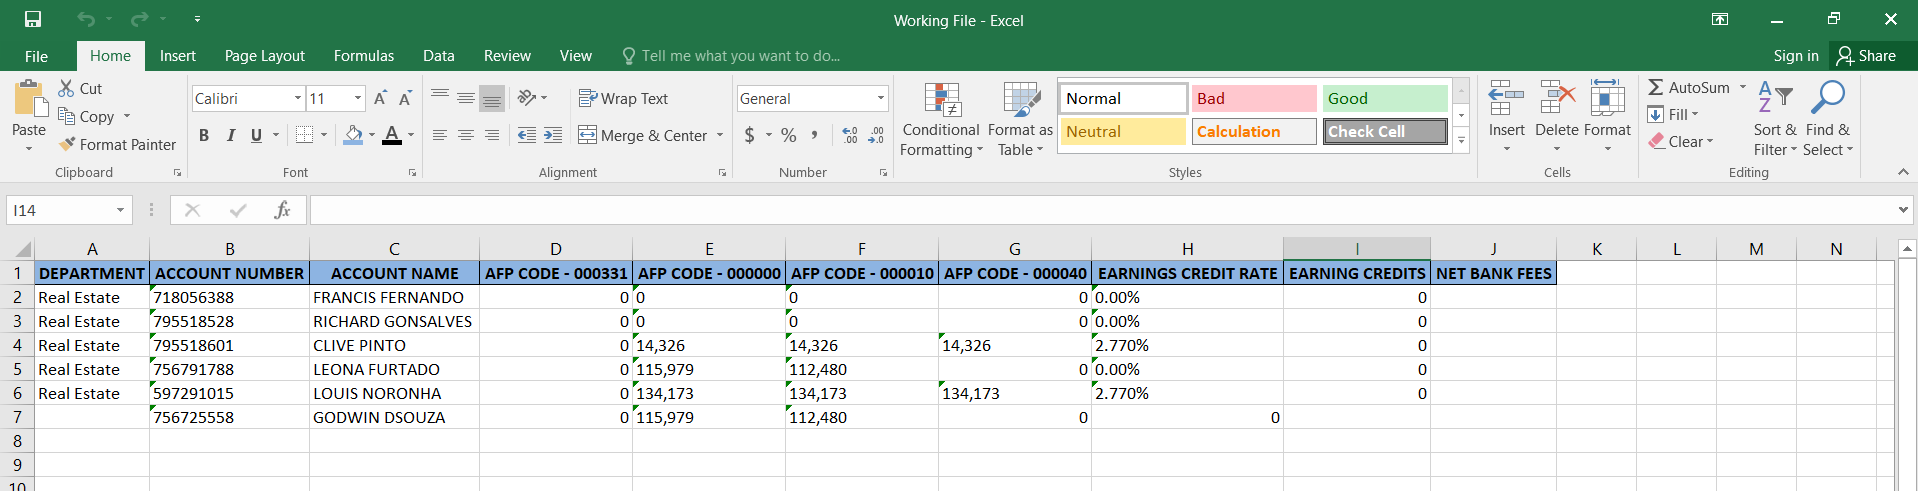 Working File - Excel
File Home Insert Page Layout Formulas Data Review View Tell me what you want to do... Sign in Share
Cut
Copy
Format Painter
Paste
Clipboard
Calibri 11
B I U A
Font
Wrap Text
Merge & Center
Alignment
General
$ % ,
Number
Conditional Formatting
Format as Table
Normal Bad Good
Neutral Calculation Check Cell
Styles
Insert Delete Format
Cells
AutoSum
Fill
Clear
Sort & Filter
Find & Select
Editing
I14 fx
A B C D E F G H I J K L M N
1 DEPARTMENT ACCOUNT NUMBER ACCOUNT NAME AFP CODE - 000331 AFP CODE - 000000 AFP CODE - 000010 AFP CODE - 000040 EARNINGS CREDIT RATE EARNING CREDITS NET BANK FEES
2 Real Estate 718056388 FRANCIS FERNANDO 0 0 0 0 0.00% 0
3 Real Estate 795518528 RICHARD GONSALVES 0 0 0 0 0.00% 0
4 Real Estate 795518601 CLIVE PINTO 0 14,326 14,326 14,326 2.770% 0
5 Real Estate 756791788 LEONA FURTADO 0 115,979 112,480 0 0.00% 0
6 Real Estate 597291015 LOUIS NORONHA 0 134,173 134,173 134,173 2.770% 0
7 756725558 GODWIN DSOUZA 0 115,979 112,480 0 0
8
9
10